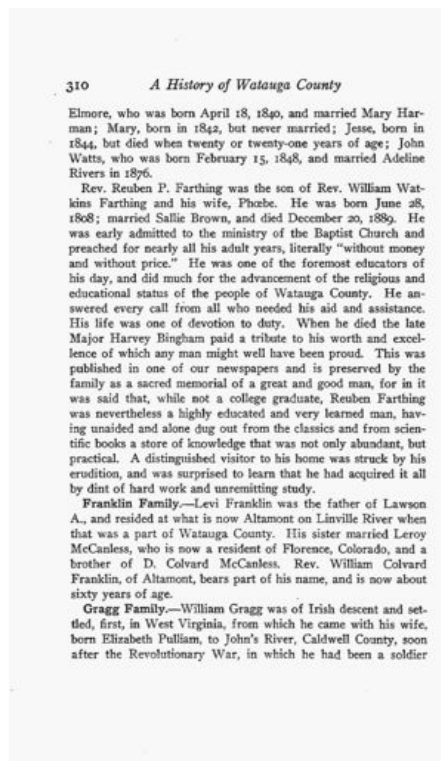 310 A History of Watauga County
Elmore, who was born April 18, 1840, and married Mary Har-
man; Mary, born in 1842, but never married; Jesse, born in
1844, but died when twenty or twenty-one years of age; John
Watts, who was born February 15, 1848, and married Adeline
Rivers in 1876.
Rev. Reuben P. Farthing was the son of Rev. William Wat-
kins Farthing and his wife, Phœbe. He was born June 28,
1808; married Sallie Brown, and died December 20, 1889. He
was early admitted to the ministry of the Baptist Church and
preached for nearly all his adult years, literally "without money
and without price." He was one of the foremost educators of
his day, and did much for the advancement of the religious and
educational status of the people of Watauga County. He an-
swered every call from all who needed his aid and assistance.
His life was one of devotion to duty. When he died the late
Major Harvey Bingham paid a tribute to his worth and excel-
lence of which any man might well have been proud. This was
published in one of our newspapers and is preserved by the
family as a sacred memorial of a great and good man, for in it
was said that, while not a college graduate, Reuben Farthing
was nevertheless a highly educated and very learned man, hav-
ing unaided and alone dug out from the classics and from scien-
tific books a store of knowledge that was not only abundant, but
practical. A distinguished visitor to his home was struck by his
erudition, and was surprised to learn that he had acquired it all
by dint of hard work and unremitting study.
Franklin Family.—Levi Franklin was the father of Lawson
A., and resided at what is now Altamont on Linville River when
that was a part of Watauga County. His sister married Leroy
McCanless, who is now a resident of Florence, Colorado, and a
brother of D. Colvard McCanless. Rev. William Colvard
Franklin, of Altamont, bears part of his name, and is now about
sixty years of age.
Gragg Family.—William Gragg was of Irish descent and set-
tled, first, in West Virginia, from which he came with his wife,
born Elizabeth Pulliam, to John's River, Caldwell County, soon
after the Revolutionary War, in which he had been a soldier